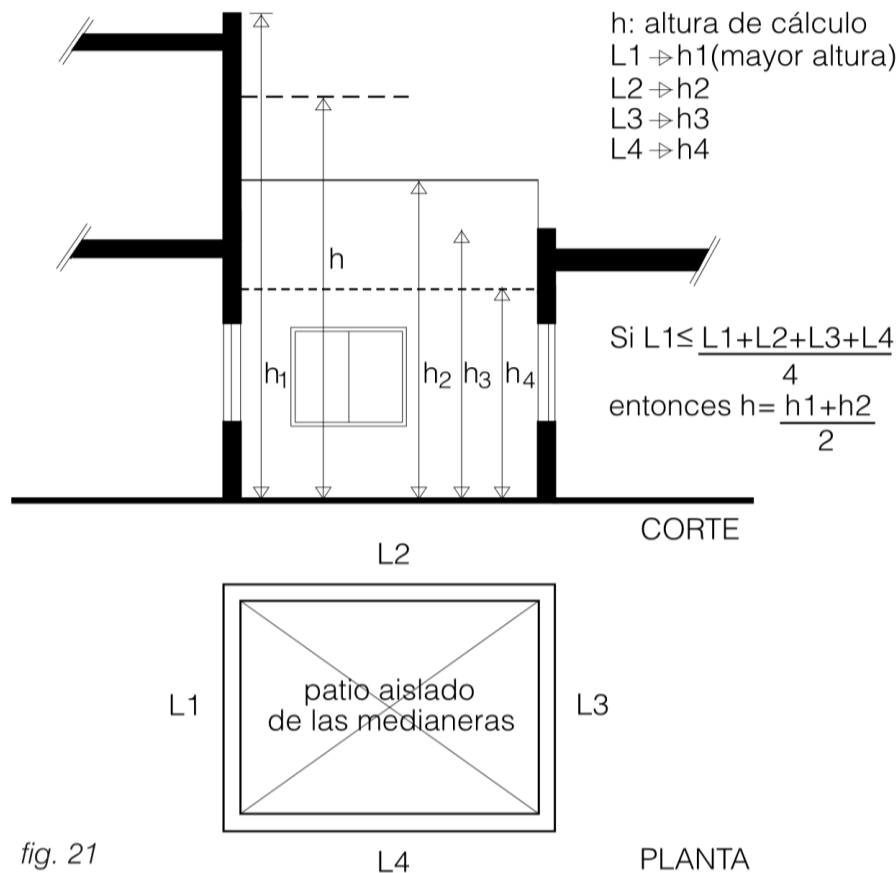 h: altura de cálculo
L1 → h1(mayor altura)
L2 → h2
L3 → h3
L4 → h4
h
h1
h2
h3
h4
Si L1≤ L1+L2+L3+L4
4
entonces h= h1+h2
2
CORTE
L2
L1
patio aislado
de las medianeras
L3
fig. 21
L4
PLANTA